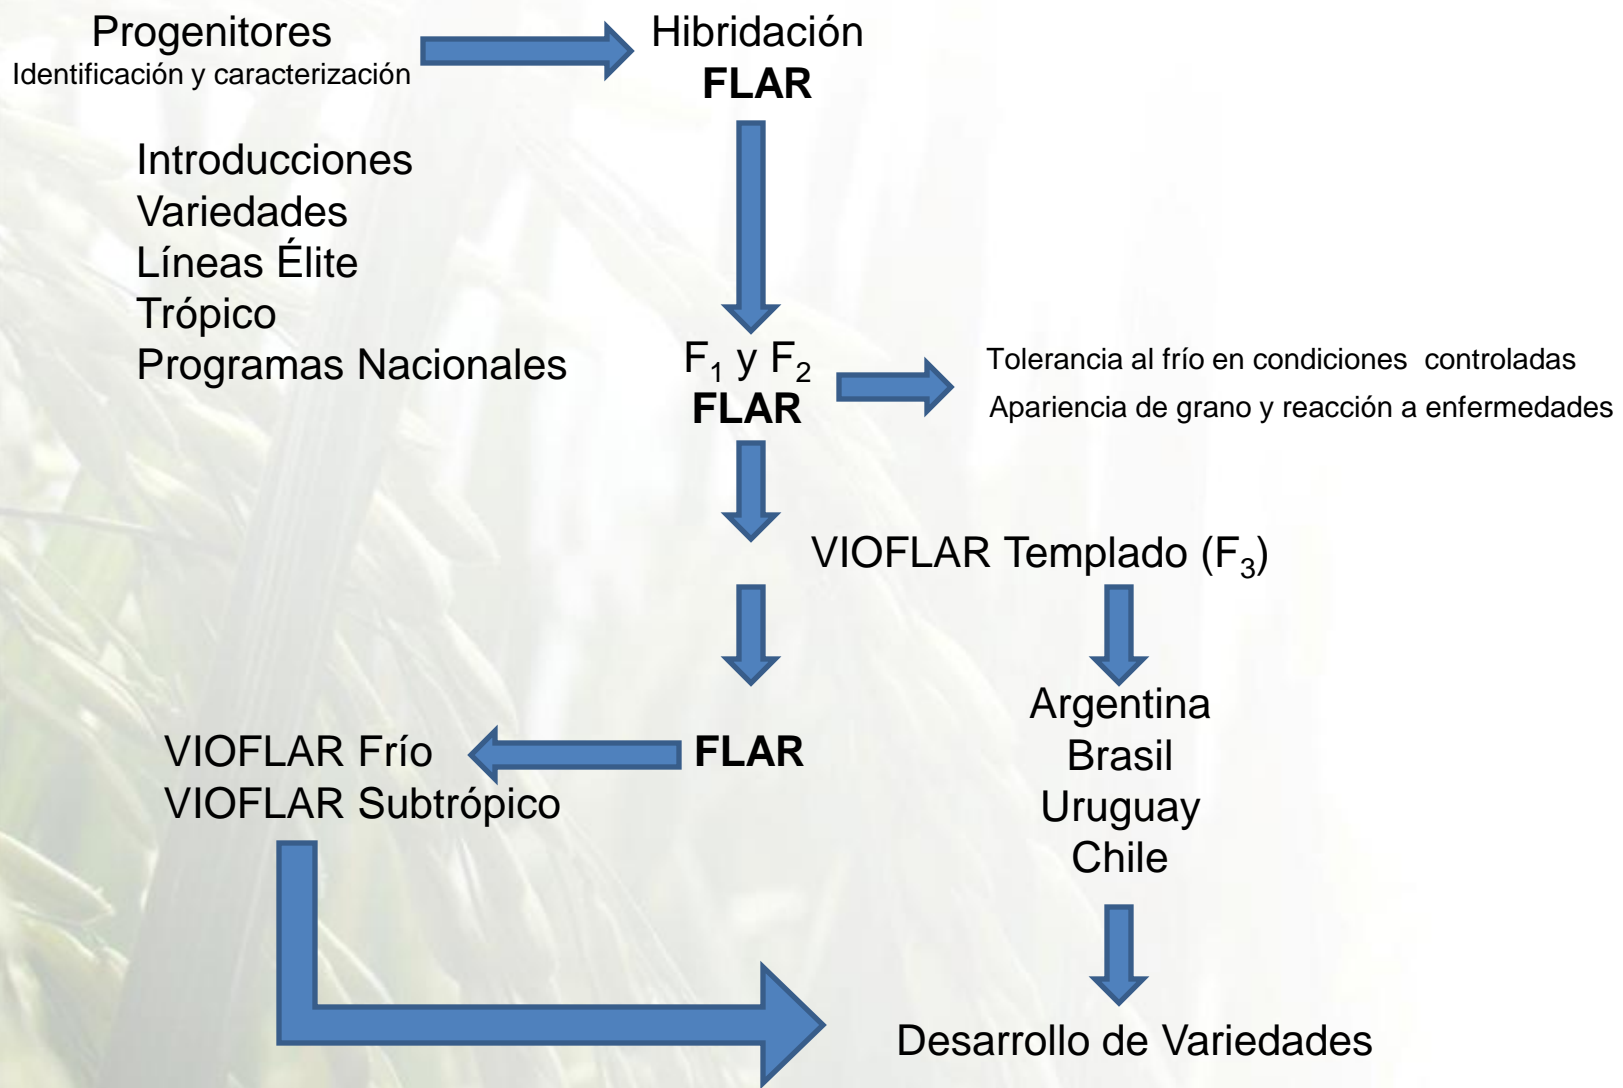 Progenitores
Identificación y caracterización
Hibridación
FLAR
Introducciones
Variedades
Líneas Élite
Trópico
Programas Nacionales
F₁ y F₂
FLAR
Tolerancia al frío en condiciones controladas
Apariencia de grano y reacción a enfermedades
VIOFLAR Templado (F₃)
Argentina
Brasil
Uruguay
Chile
FLAR
VIOFLAR Frío
VIOFLAR Subtrópico
Desarrollo de Variedades